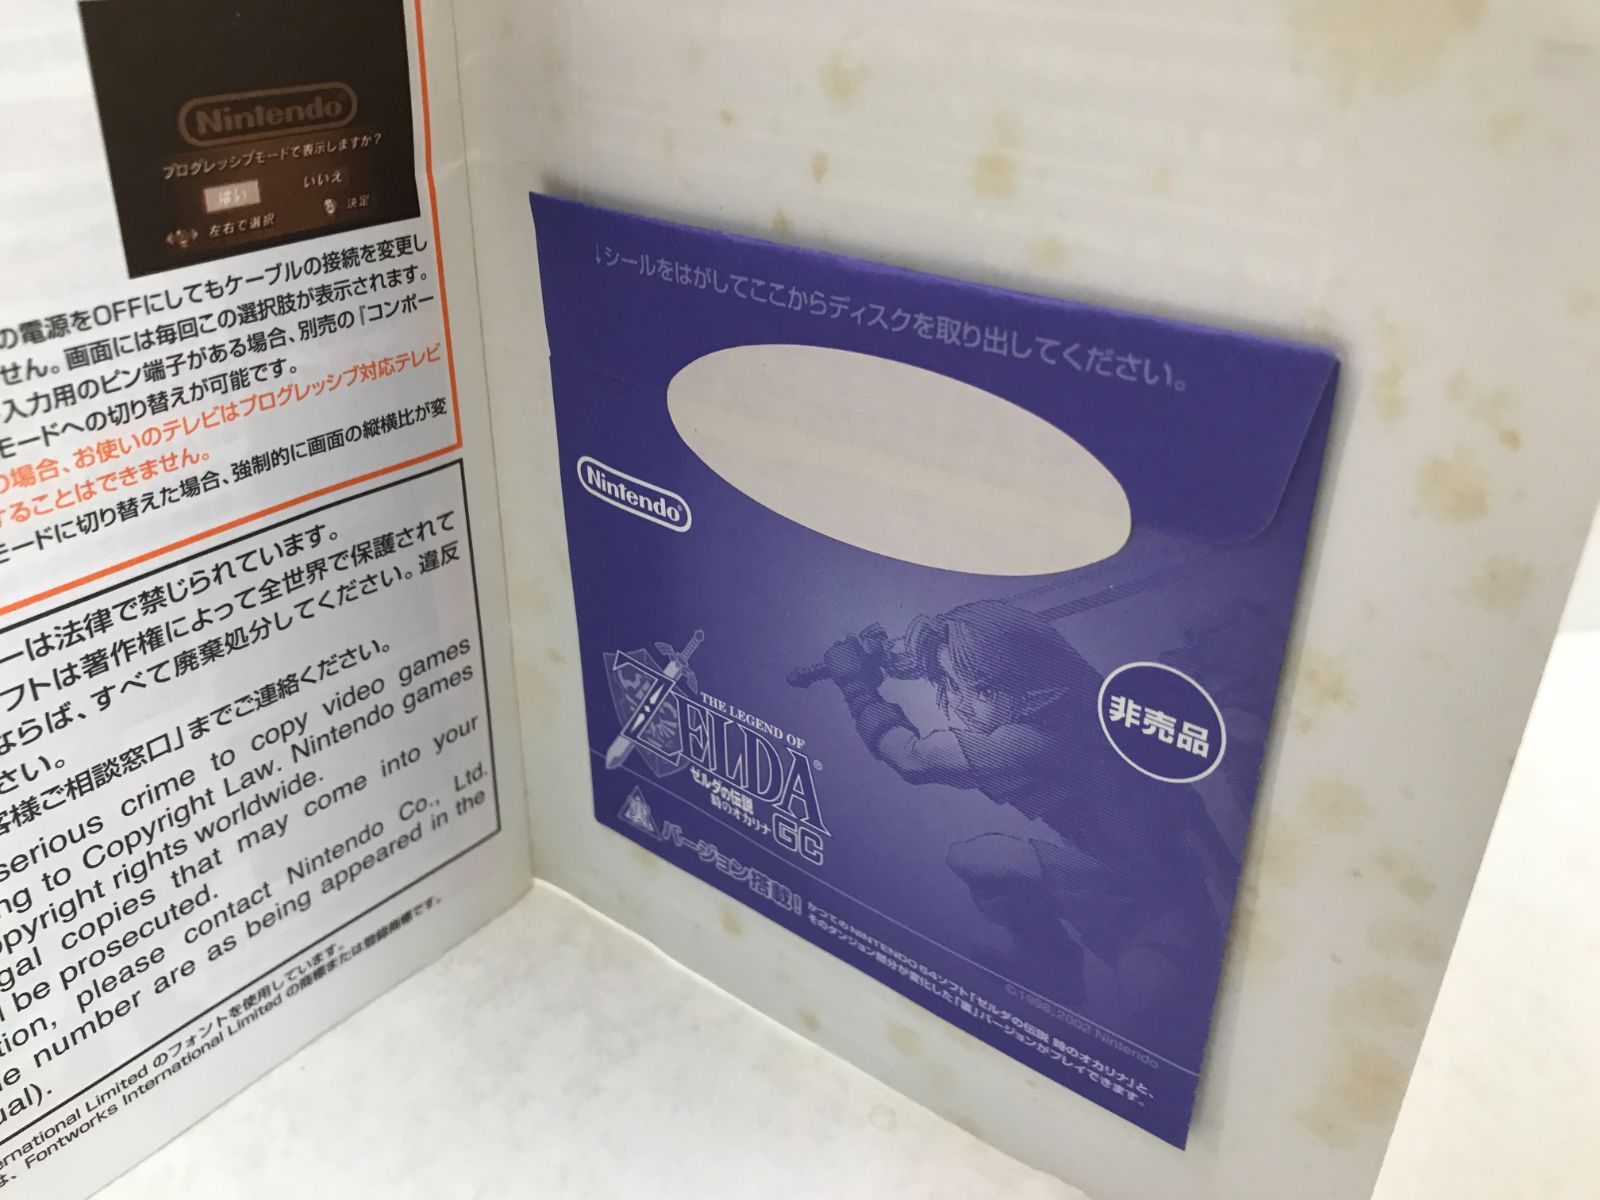 Nintendo
プログレッシブモードで表示しますか?
はい いいえ
左右で選択 決定
の電源をOFFにしてもケーブルの接続を変更し
せん。画面には毎回この選択肢が表示されます。
入力用のピン端子がある場合、別売の『コンポー
モードへの切り替えが可能です。
の場合、お使いのテレビはプログレッシブ対応テレビ
することはできません。
モードに切り替えた場合、強制的に画面の縦横比が変
ーは法律で禁じられています。
フトは著作権によって全世界で保護されて
ならば、すべて廃棄処分してください。違反
さい。
客様ご相談窓口」までご連絡ください。
serious crime to copy video games
ng to Copyright Law. Nintendo games
opyright rights worldwide.
gal copies that may come into your
l be prosecuted.
tion, please contact Nintendo Co., Ltd.
e number are as being appeared in the
ual).
ernational Limited のフォントを使用しています。
は、Fontworks International Limited の商標または登録商標です。
↓シールをはがしてここからディスクを取り出してください。
Nintendo
非売品
THE LEGEND OF
ZELDA®
ゼルダの伝説
時のオカリナ GC
裏 バージョン搭載!
かつてのNINTENDO64ソフト『ゼルダの伝説 時のオカリナ』と、
そのダンジョン部分が変化した「裏」バージョンがプレイできます。
©1998,2002 Nintendo